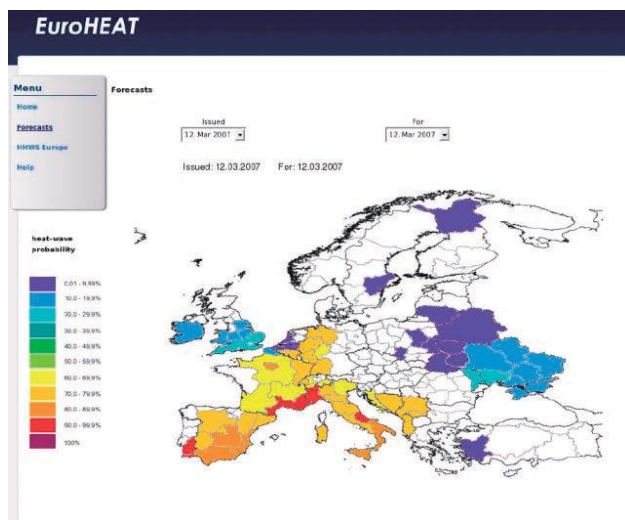 EuroHEAT
Menu
Home
Forecasts
HHWS Europe
Help
Forecasts
Issued
12. Mar 2007
For
12. Mar 2007
Issued: 12.03.2007 For: 12.03.2007
heat-wave
probability
0,01 - 9,99%
10,0 - 19,9%
20,0 - 29,9%
30,0 - 39,9%
40,0 - 49,9%
50,0 - 59,9%
60,0 - 69,9%
70,0 - 79,9%
80,0 - 89,9%
90,0 - 99,9%
100%